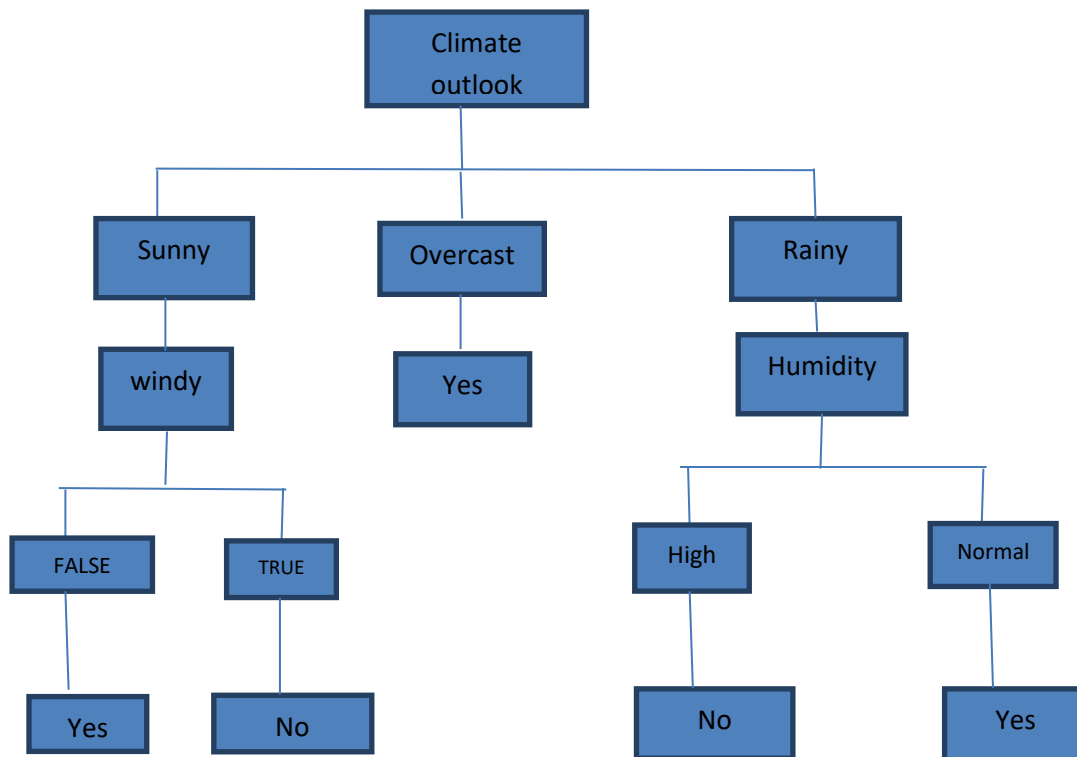 Climate
outlook
Sunny
Overcast
Rainy
windy
Yes
Humidity
FALSE
TRUE
High
Normal
Yes
No
No
Yes